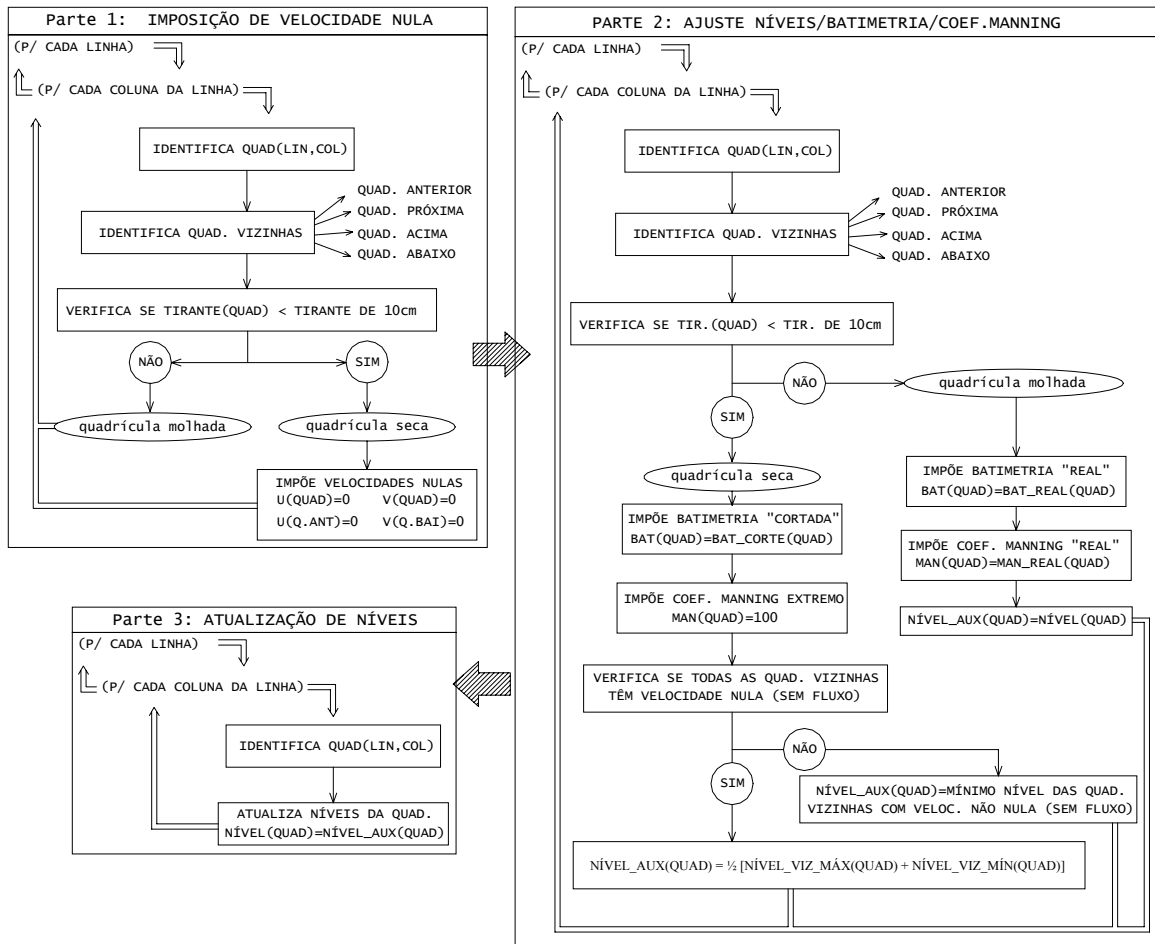 Parte 1: IMPOSIÇÃO DE VELOCIDADE NULA
(P/ CADA LINHA)
(P/ CADA COLUNA DA LINHA)
IDENTIFICA QUAD(LIN,COL)
IDENTIFICA QUAD. VIZINHAS
QUAD. ANTERIOR
QUAD. PRÓXIMA
QUAD. ACIMA
QUAD. ABAIXO
VERIFICA SE TIRANTE(QUAD) < TIRANTE DE 10cm
NÃO
SIM
quadrícula molhada
quadrícula seca
IMPÕE VELOCIDADES NULAS
U(QUAD)=0 V(QUAD)=0
U(Q.ANT)=0 V(Q.BAI)=0
PARTE 2: AJUSTE NÍVEIS/BATIMETRIA/COEF.MANNING
(P/ CADA LINHA)
(P/ CADA COLUNA DA LINHA)
IDENTIFICA QUAD(LIN,COL)
IDENTIFICA QUAD. VIZINHAS
QUAD. ANTERIOR
QUAD. PRÓXIMA
QUAD. ACIMA
QUAD. ABAIXO
VERIFICA SE TIR.(QUAD) < TIR. DE 10cm
NÃO
quadrícula molhada
SIM
quadrícula seca
IMPÕE BATIMETRIA "REAL"
BAT(QUAD)=BAT_REAL(QUAD)
IMPÕE BATIMETRIA "CORTADA"
BAT(QUAD)=BAT_CORTE(QUAD)
IMPÕE COEF. MANNING "REAL"
MAN(QUAD)=MAN_REAL(QUAD)
IMPÕE COEF. MANNING EXTREMO
MAN(QUAD)=100
NÍVEL_AUX(QUAD)=NÍVEL(QUAD)
VERIFICA SE TODAS AS QUAD. VIZINHAS
TÊM VELOCIDADE NULA (SEM FLUXO)
NÃO
SIM
NÍVEL_AUX(QUAD)=MÍNIMO NÍVEL DAS QUAD.
VIZINHAS COM VELOC. NÃO NULA (SEM FLUXO)
NÍVEL_AUX(QUAD) = ½ [NÍVEL_VIZ_MÁX(QUAD) + NÍVEL_VIZ_MÍN(QUAD)]
Parte 3: ATUALIZAÇÃO DE NÍVEIS
(P/ CADA LINHA)
(P/ CADA COLUNA DA LINHA)
IDENTIFICA QUAD(LIN,COL)
ATUALIZA NÍVEIS DA QUAD.
NÍVEL(QUAD)=NÍVEL_AUX(QUAD)